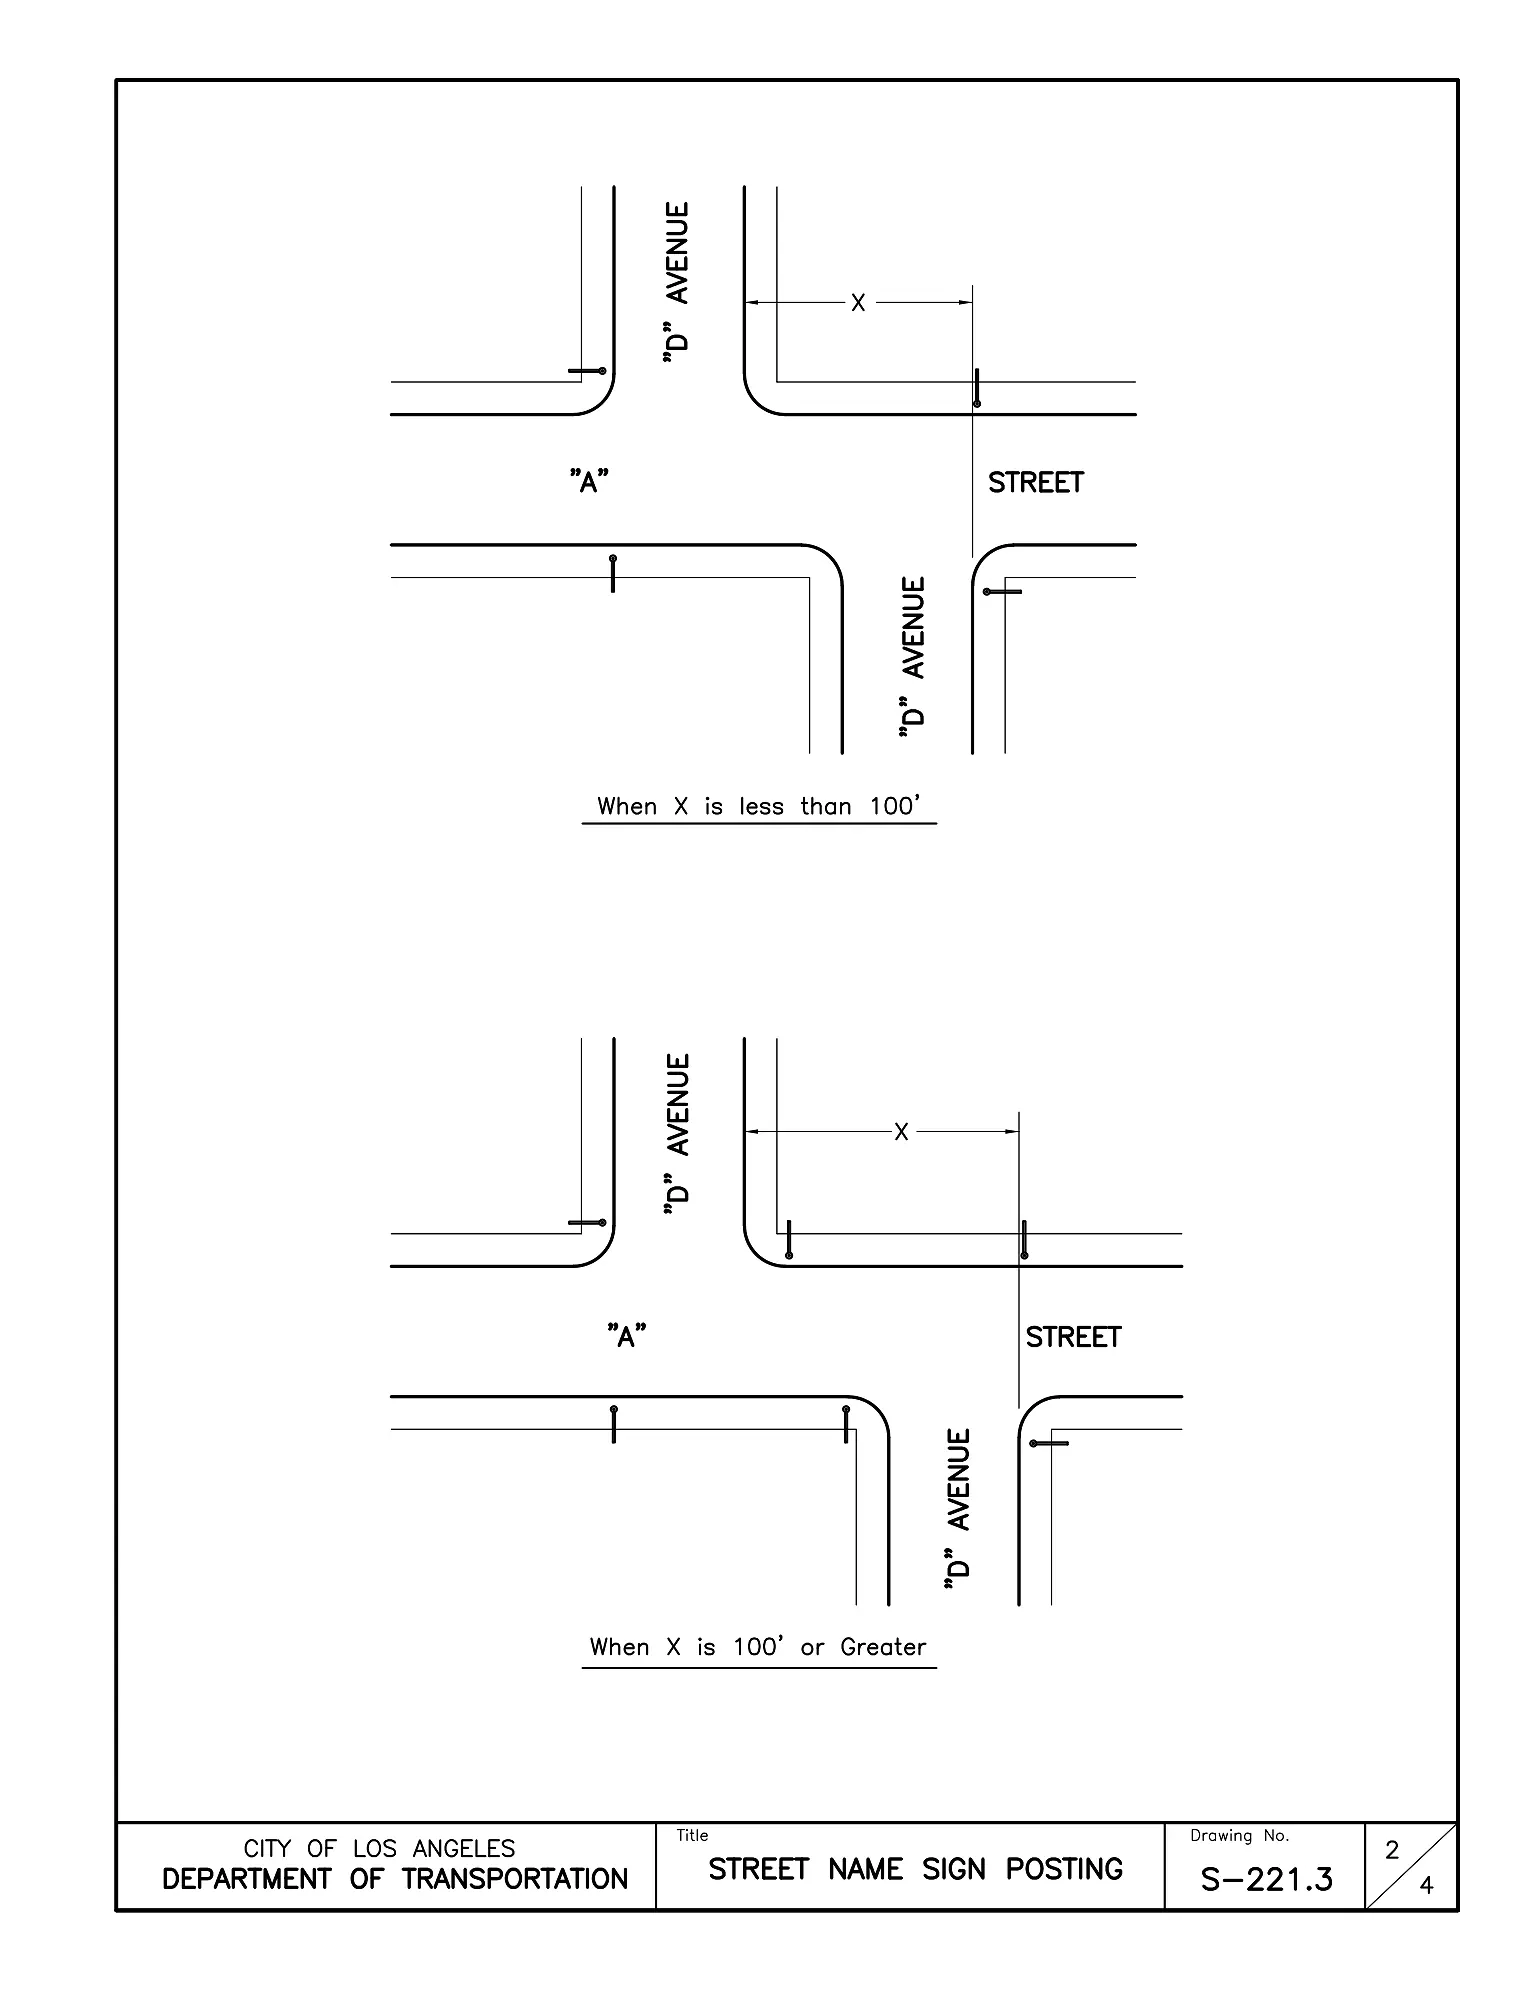 ”D” AVENUE
X
”A” STREET
”D” AVENUE
When X is less than 100’
”D” AVENUE
X
”A” STREET
”D” AVENUE
When X is 100’ or Greater
CITY OF LOS ANGELES
DEPARTMENT OF TRANSPORTATION
Title
STREET NAME SIGN POSTING
Drawing No.
S-221.3
2/4